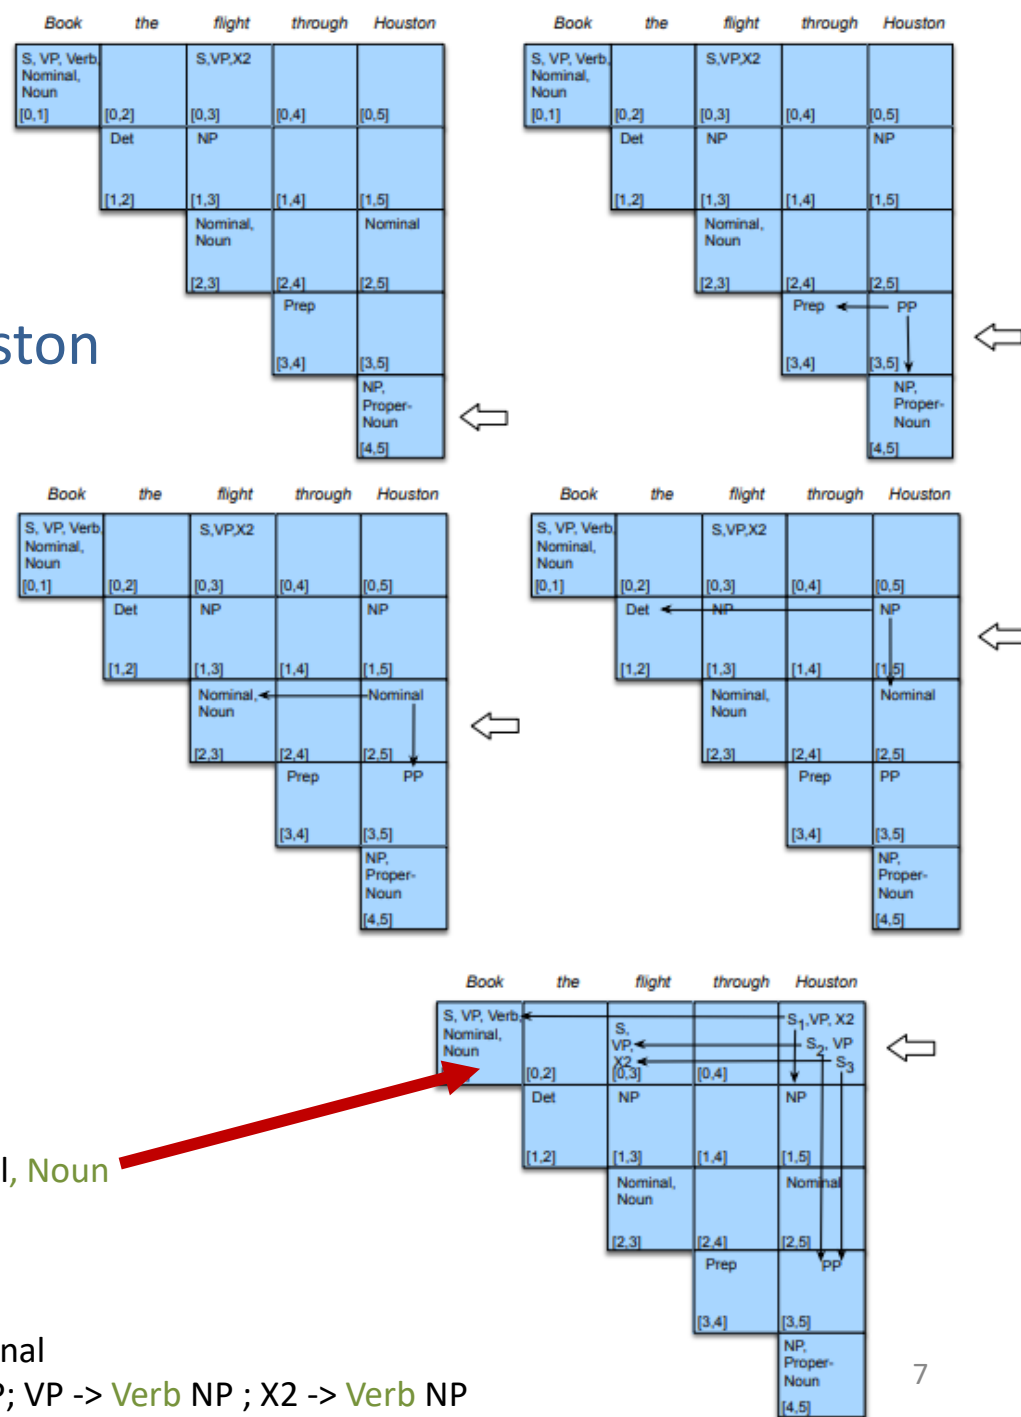 Book the flight through Houston
S, VP, Verb, Nominal, Noun [0,1]
[0,2]
S,VP,X2 [0,3]
[0,4]
[0,5]
Det [1,2]
NP [1,3]
[1,4]
[1,5]
Nominal, Noun [2,3]
[2,4]
Nominal [2,5]
Prep [3,4]
[3,5]
NP, Proper-Noun [4,5]
Book the flight through Houston
S, VP, Verb, Nominal, Noun [0,1]
[0,2]
S,VP,X2 [0,3]
[0,4]
[0,5]
Det [1,2]
NP [1,3]
[1,4]
NP [1,5]
Nominal, Noun [2,3]
[2,4]
[2,5]
Prep [3,4]
PP [3,5]
NP, Proper-Noun [4,5]
ston
Book the flight through Houston
S, VP, Verb, Nominal, Noun [0,1]
[0,2]
S,VP,X2 [0,3]
[0,4]
[0,5]
Det [1,2]
NP [1,3]
[1,4]
NP [1,5]
Nominal, Noun [2,3]
[2,4]
Nominal [2,5]
Prep [3,4]
PP [3,5]
NP, Proper-Noun [4,5]
Book the flight through Houston
S, VP, Verb, Nominal, Noun [0,1]
[0,2]
S,VP,X2 [0,3]
[0,4]
[0,5]
Det [1,2]
NP [1,3]
[1,4]
NP [1,5]
Nominal, Noun [2,3]
[2,4]
Nominal [2,5]
Prep [3,4]
PP [3,5]
NP, Proper-Noun [4,5]
Book the flight through Houston
S, VP, Verb, Nominal, Noun
[0,2]
S, VP, X2 [0,3]
[0,4]
S1,VP, X2
S2, VP
S3
Det [1,2]
NP [1,3]
[1,4]
NP [1,5]
Nominal, Noun [2,3]
[2,4]
Nominal [2,5]
Prep [3,4]
PP [3,5]
NP, Proper-Noun [4,5]
l, Noun
nal
P; VP -> Verb NP ; X2 -> Verb NP
7